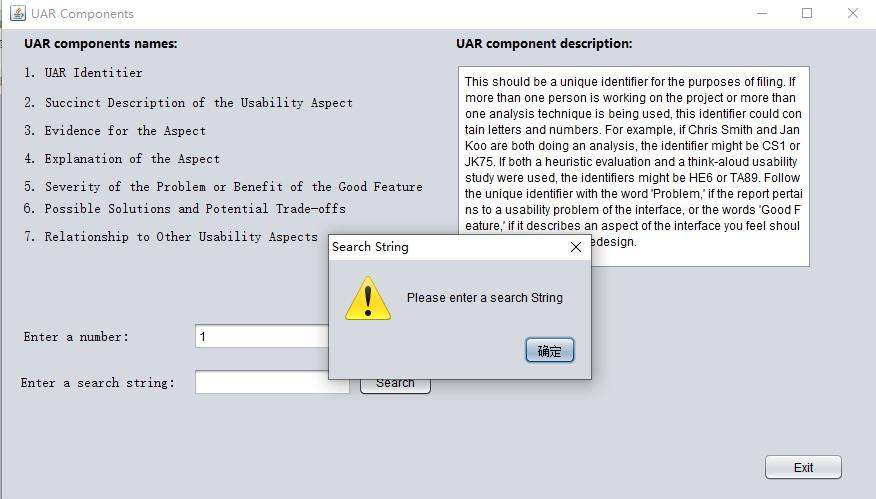 UAR Components
UAR components names:
UAR component description:
1. UAR Identitier
2. Succinct Description of the Usability Aspect
3. Evidence for the Aspect
4. Explanation of the Aspect
5. Severity of the Problem or Benefit of the Good Feature
6. Possible Solutions and Potential Trade-offs
7. Relationship to Other Usability Aspects
This should be a unique identifier for the purposes of filing. If
more than one person is working on the project or more than
one analysis technique is being used, this identifier could con
tain letters and numbers. For example, if Chris Smith and Jan
Koo are both doing an analysis, the identifier might be CS1 or
JK75. If both a heuristic evaluation and a think-aloud usability
study were used, the identifiers might be HE6 or TA89. Follow
the unique identifier with the word 'Problem,' if the report pertai
ns to a usability problem of the interface, or the words 'Good F
eature,' if it describes an aspect of the interface you feel shoul
edesign.
Search String
Please enter a search String
确定
Enter a number:
1
Enter a search string:
Search
Exit